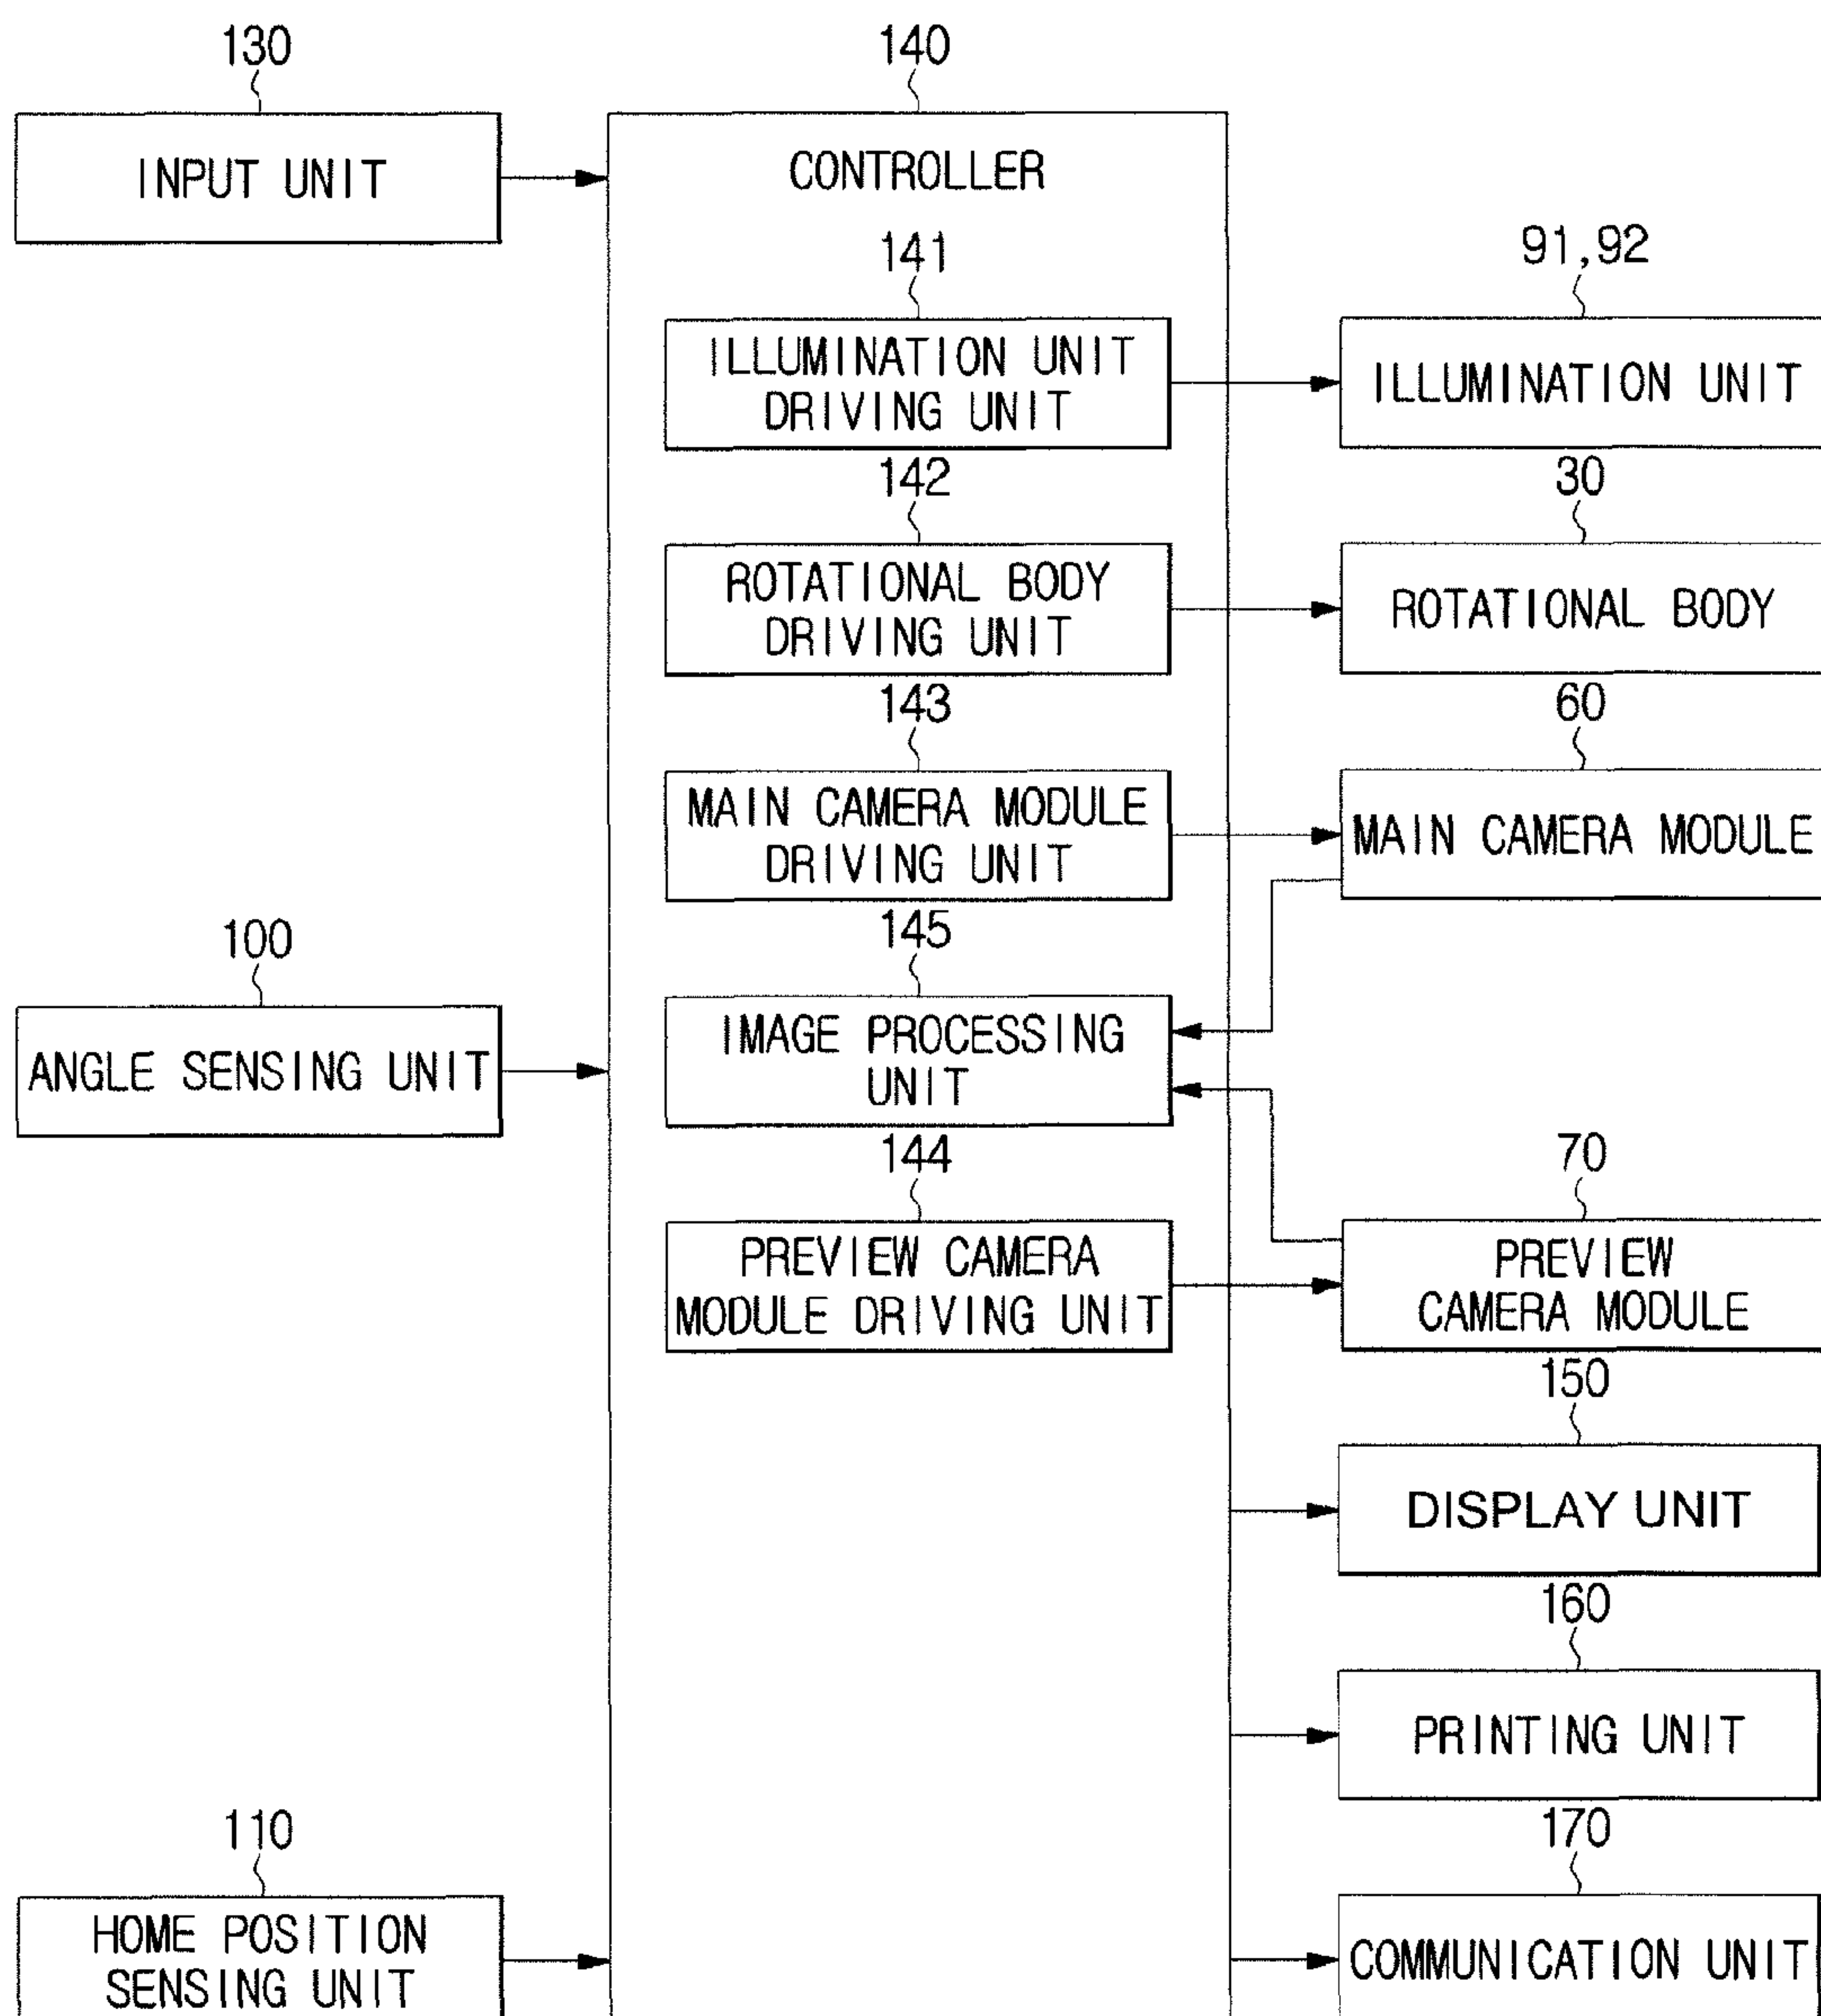 130
140
INPUT UNIT
CONTROLLER
141
91,92
ILLUMINATION UNIT
DRIVING UNIT
ILLUMINATION UNIT
142
30
ROTATIONAL BODY
DRIVING UNIT
ROTATIONAL BODY
143
60
MAIN CAMERA MODULE
DRIVING UNIT
MAIN CAMERA MODULE
100
145
ANGLE SENSING UNIT
IMAGE PROCESSING
UNIT
144
70
PREVIEW CAMERA
MODULE DRIVING UNIT
PREVIEW
CAMERA MODULE
150
DISPLAY UNIT
160
PRINTING UNIT
110
170
HOME POSITION
SENSING UNIT
COMMUNICATION UNIT